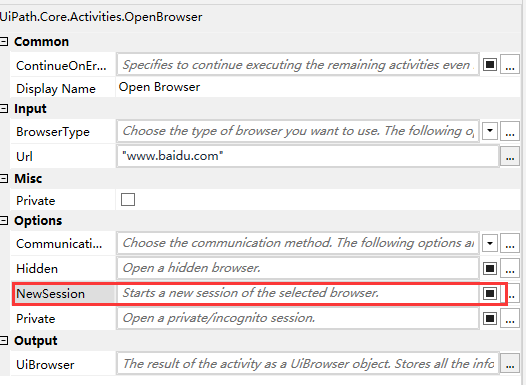 UiPath.Core.Activities.OpenBrowser
Common
ContinueOnEr... Specifies to continue executing the remaining activities even ...
Display Name Open Browser
Input
BrowserType Choose the type of browser you want to use. The following op ...
Url "www.baidu.com" ...
Misc
Private
Options
Communicati... Choose the communication method. The following options ar ...
Hidden Open a hidden browser. ...
NewSession Starts a new session of the selected browser. ...
Private Open a private/incognito session. ...
Output
UiBrowser The result of the activity as a UiBrowser object. Stores all the info ...